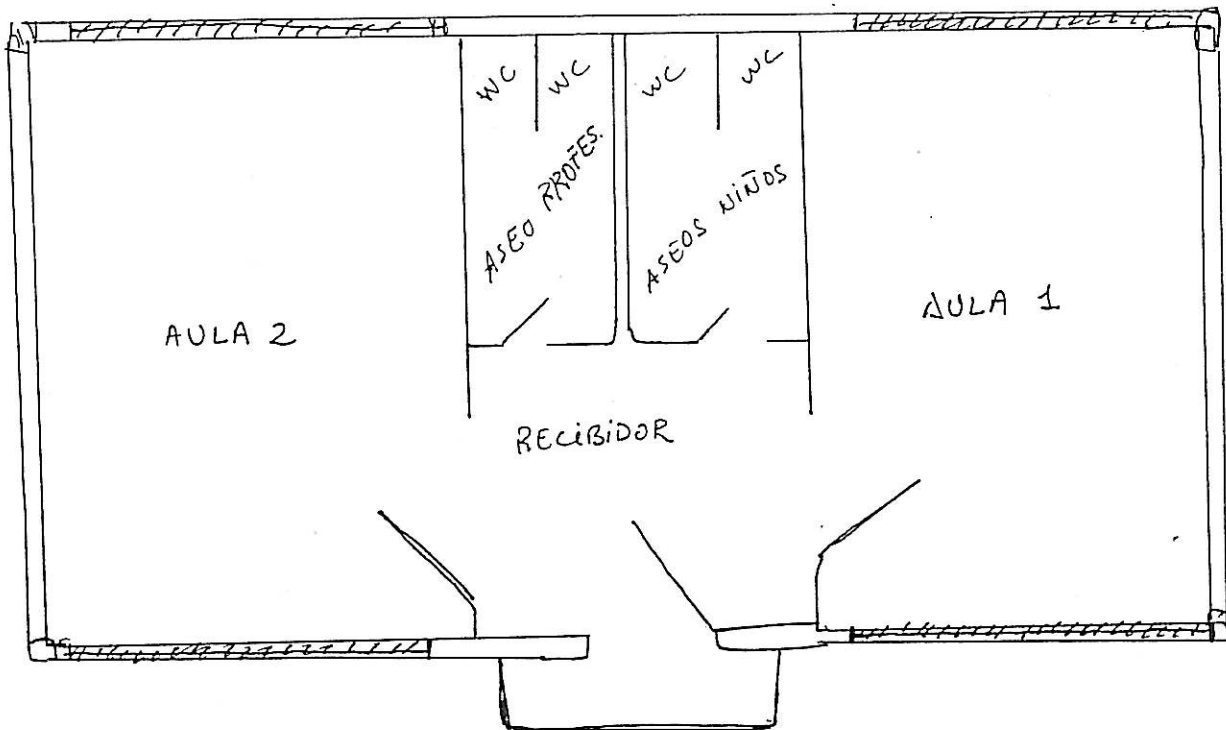 WC
WC
WC
WC
ASEO PROFES.
ASEOS NIÑOS
AULA 2
AULA 1
RECIBIDOR